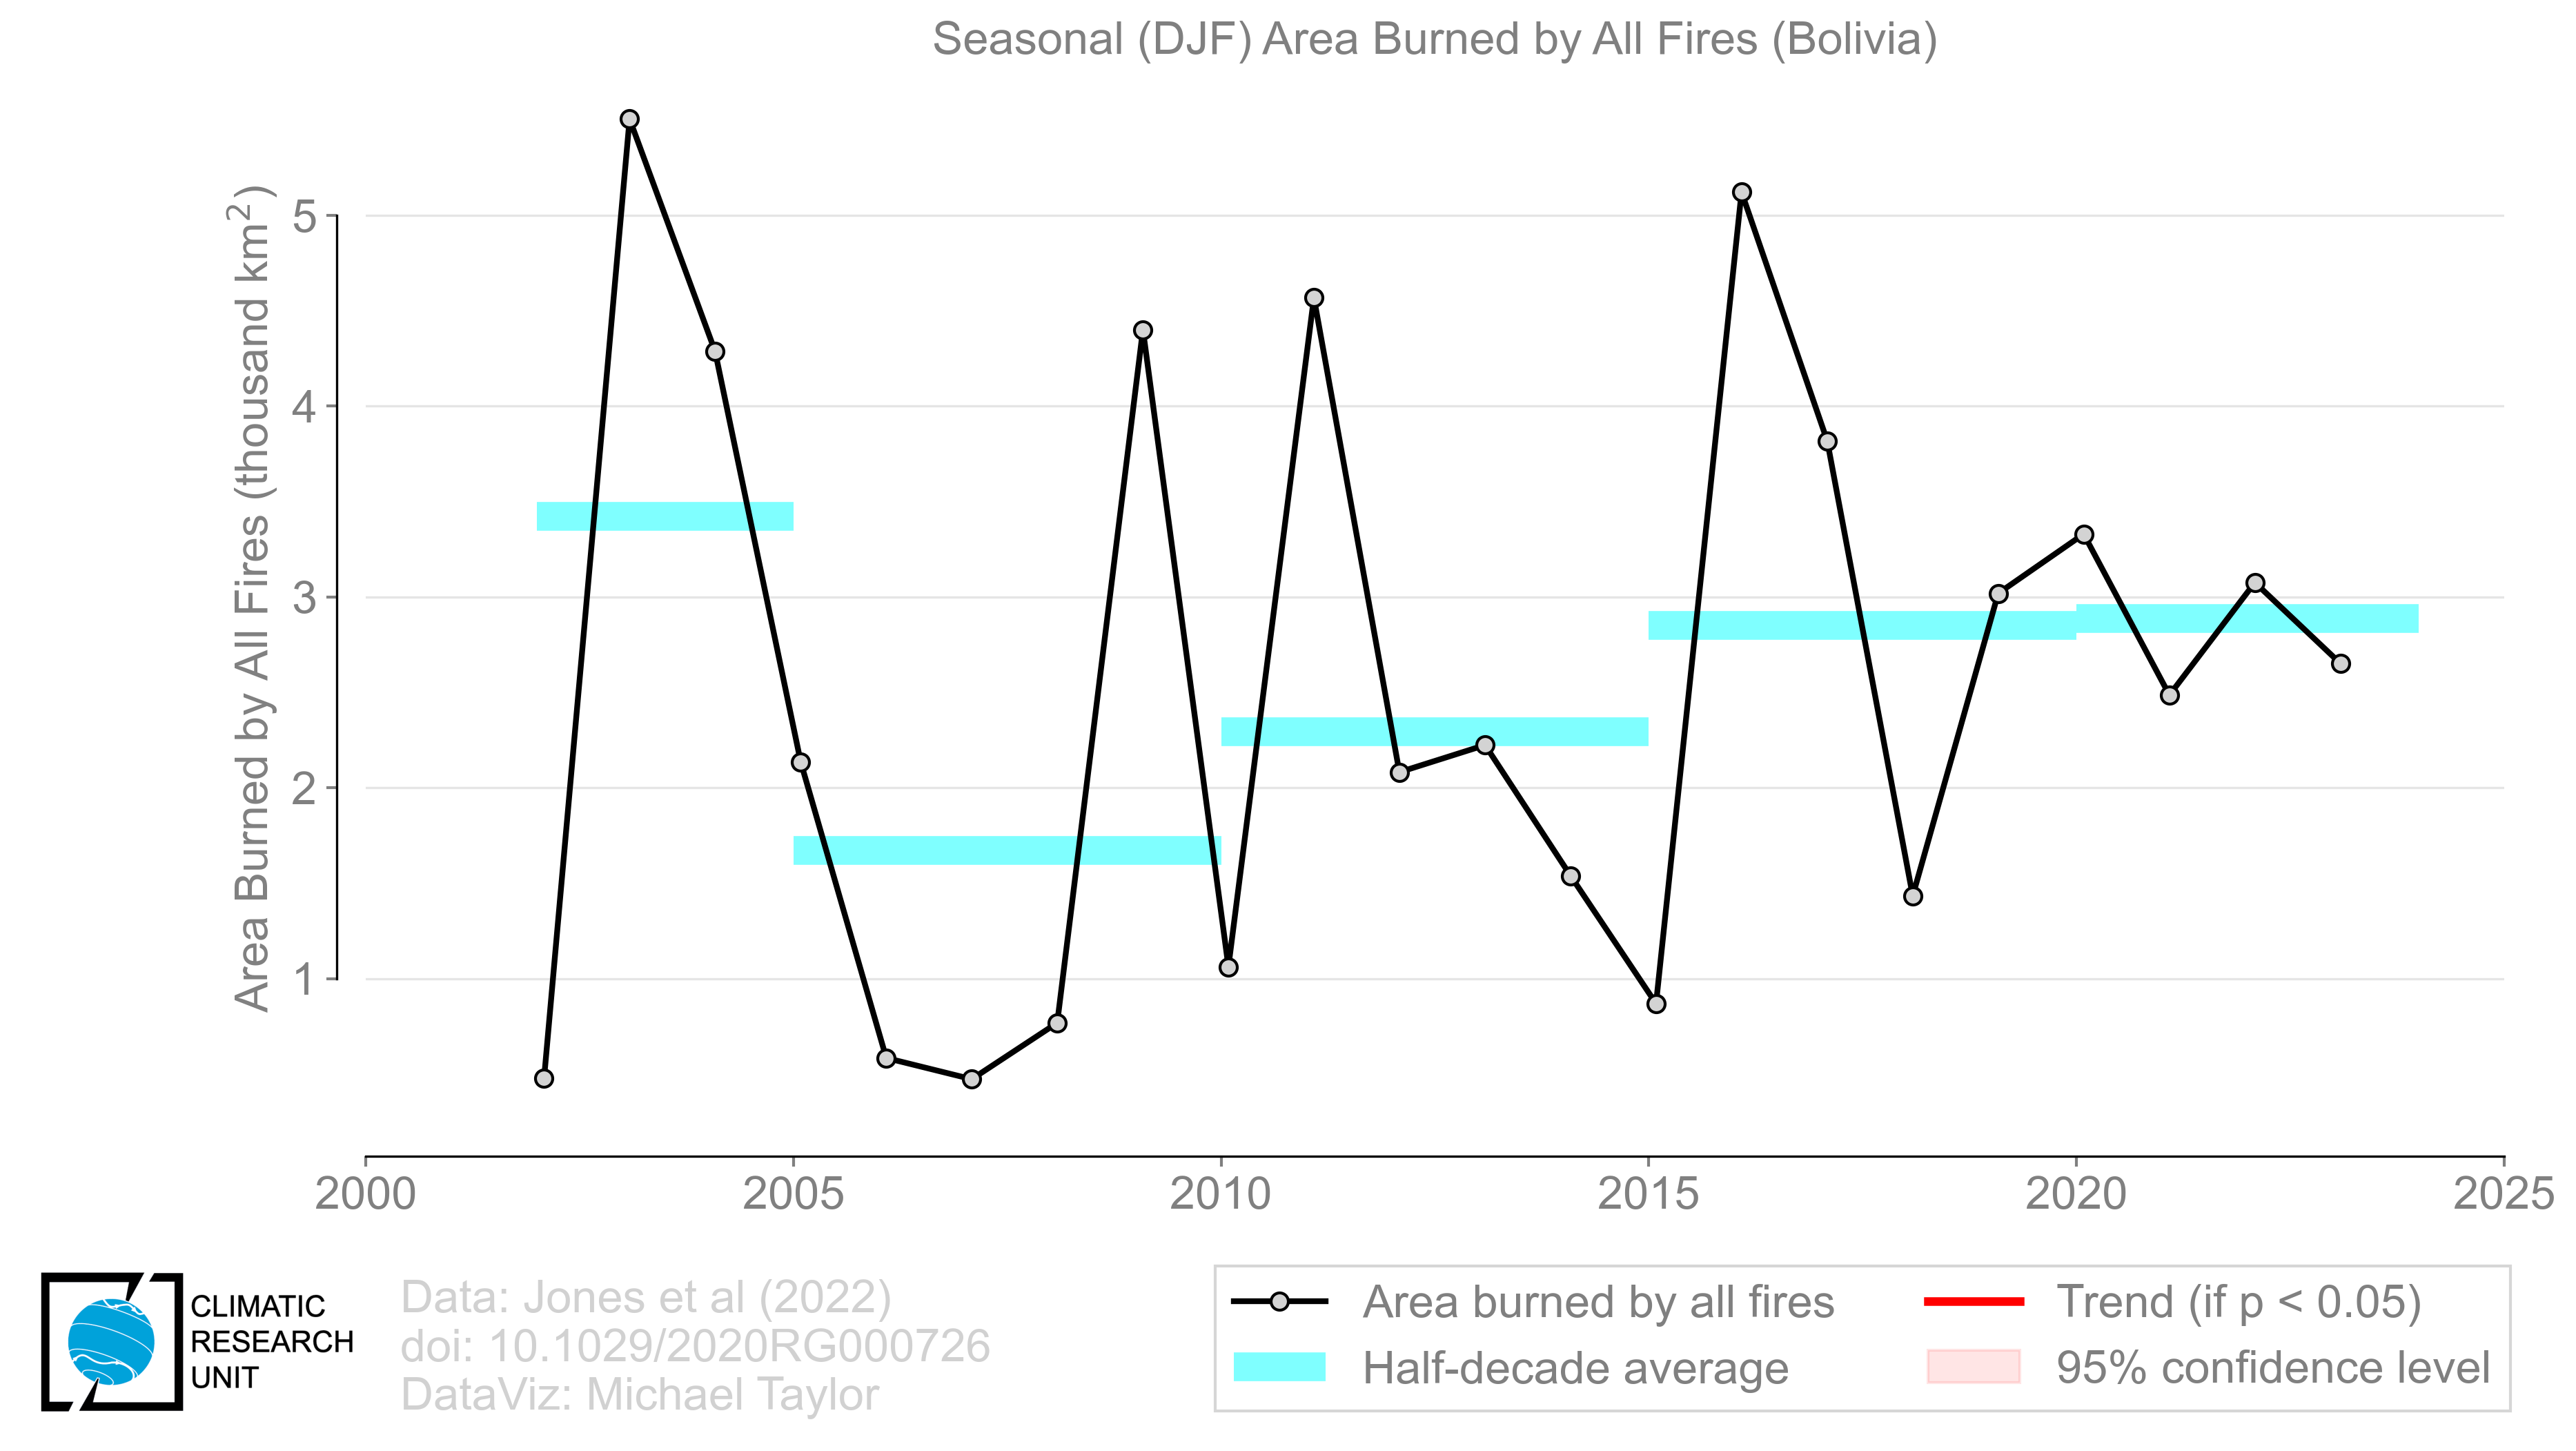 Seasonal (DJF) Area Burned by All Fires (Bolivia)
Area Burned by All Fires (thousand km²)
5
4
3
2
1
2000 2005 2010 2015 2020 2025
CLIMATIC
RESEARCH
UNIT
Data: Jones et al (2022)
doi: 10.1029/2020RG000726
DataViz: Michael Taylor
Area burned by all fires
Half-decade average
Trend (if p < 0.05)
95% confidence level